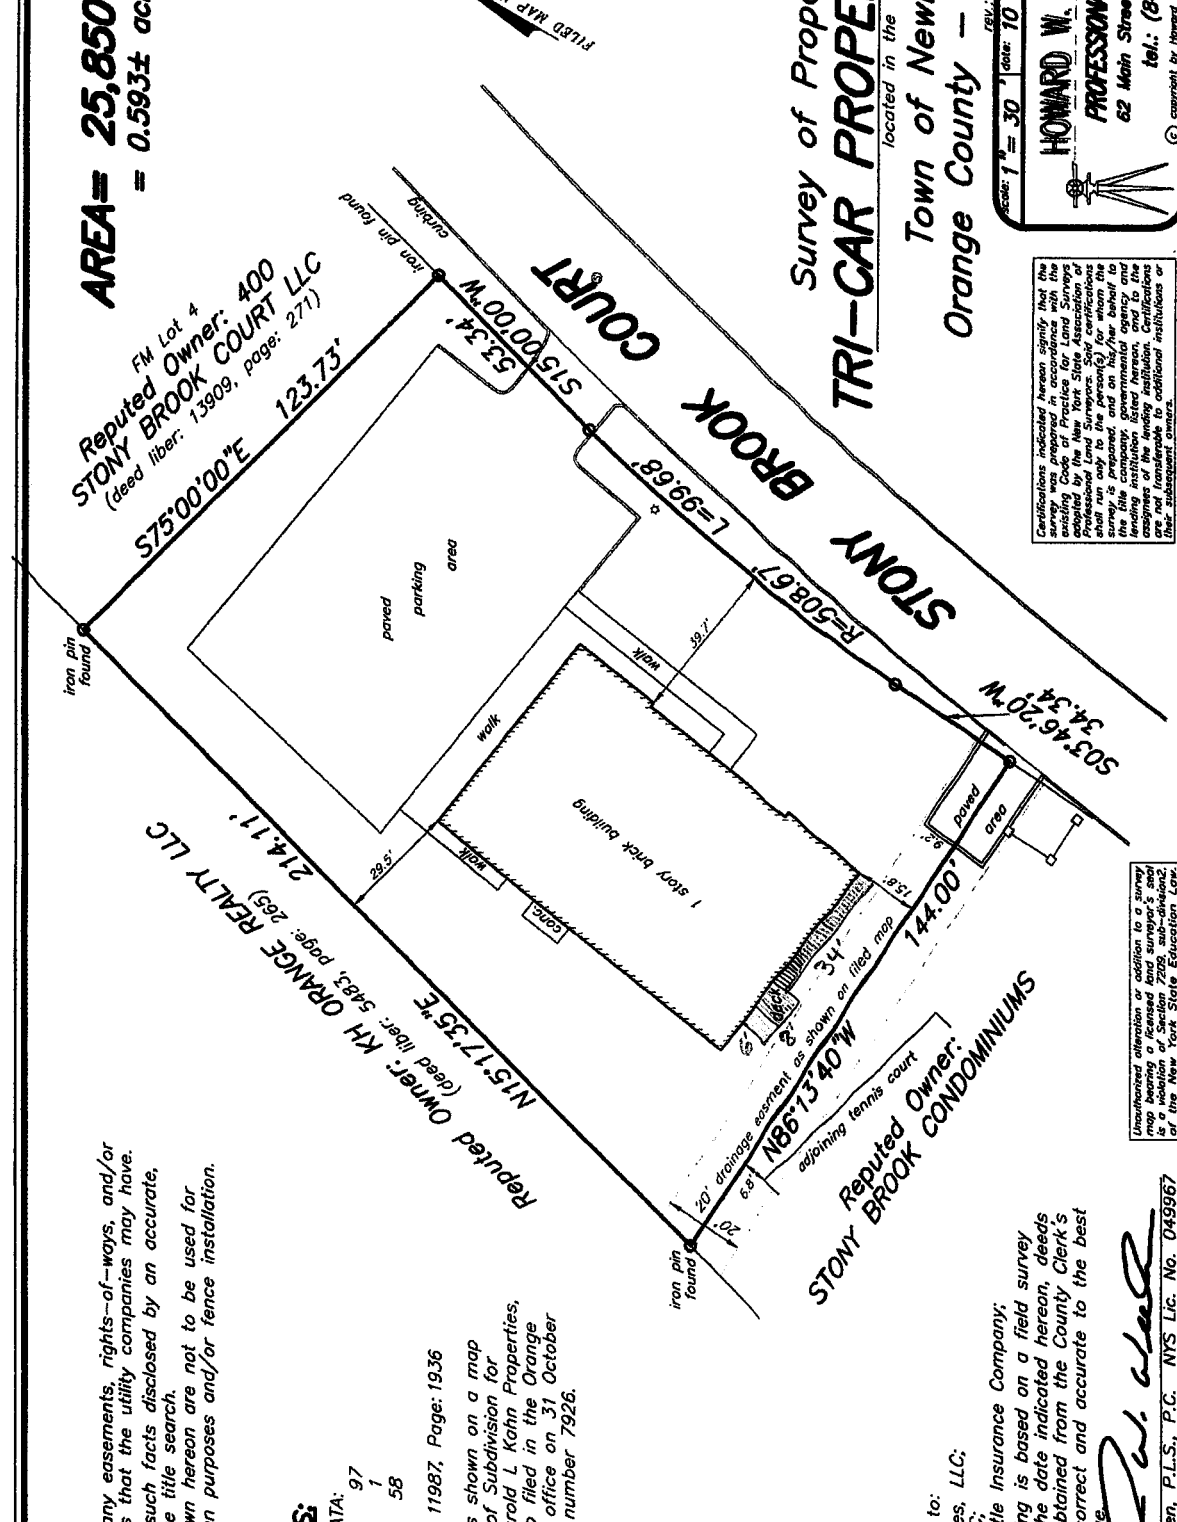 AREA= 25,850
= 0.593± ac
FILED MAP
FM Lot 4
Reputed Owner: 400
STONY BROOK COURT LLC
(deed liber: 13909, page: 271)
S75°00'00"E
123.73'
iron pin found
curbing
iron pin
found
S15°00'00"W
53.34'
STONY BROOK COURT
L=99.68'
R=508.67'
S03°46'20"W
34.34'
paved
parking
area
walk
walk
walk
39.7'
29.5'
conc.
1 story brick building
deck
6'
8'
34'
15.8'
9.2'
paved
area
144.00'
N86°13'40"W
20' drainage easment as shown on filed map
20'
6.8'
adjoining tennis court
Reputed Owner:
STONY BROOK CONDOMINIUMS
iron pin
found
N15°17'35"E
214.11'
Reputed Owner: KH ORANGE REALTY LLC
(deed liber: 5483, page: 265)
Survey of Prope
TRI-CAR PROPE
located in the
Town of New
Orange County -
rev.:
scale: 1"= 30 ' date: 10
HOWARD W.
PROFESSIONA
62 Main Stree
tel.: (8
© copyright by Howard
Certifications indicated hereon signify that the
survey was prepared in accordance with the
existing Code of Practice for Land Surveys
adopted by the New York State Association of
Professional Land Surveyors. Said certifications
shall run only to the person(s) for whom the
survey is prepared, and on his/her behalf to
the title company, governmental agency and
lending institution listed hereon, and to the
assignees of the lending institution. Certifications
are not transferable to additional institutions or
their subsequent owners.
Unauthorized alteration or addition to a survey
map bearing a licensed land surveyor's seal
is a violation of Section 7209, sub-division2,
of the New York State Education Law.
any easements, rights-of-ways, and/or
s that the utility companies may have.
such facts disclosed by an accurate,
e title search.
wn hereon are not to be used for
n purposes and/or fence installation.
S:
ATA:
97
1
58
11987, Page: 1936
s shown on a map
of Subdivision for
rold L Kahn Properties,
filed in the Orange
office on 31 October
number 7926.
to:
es, LLC;
tle Insurance Company;
ng is based on a field survey
he date indicated hereon, deeds
btained from the County Clerk's
orrect and accurate to the best
en, P.L.S., P.C. NYS Lic. No. 049967